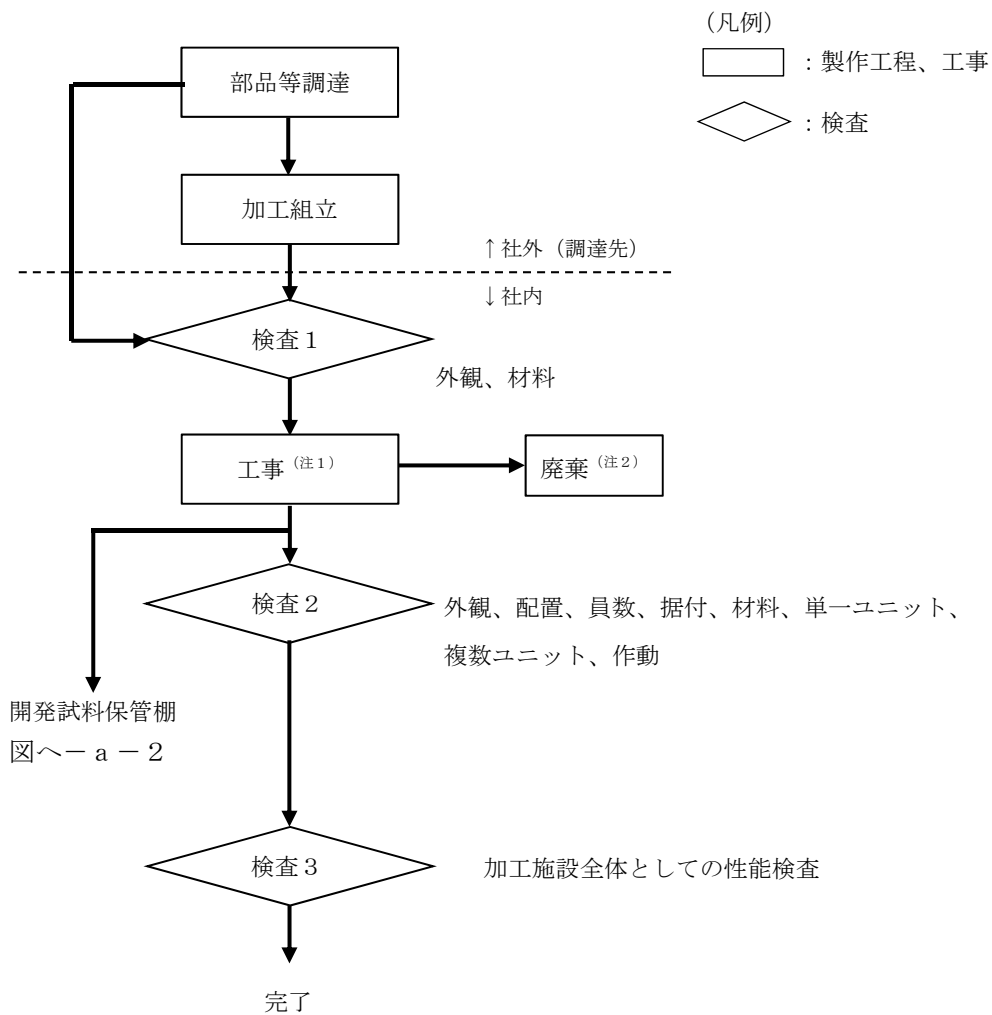 (凡例)
：製作工程、工事
：検査
部品等調達
加工組立
↑社外（調達先）
↓社内
検査１
外観、材料
工事（注１）
廃棄（注２）
検査２
外観、配置、員数、据付、材料、単一ユニット、
複数ユニット、作動
開発試料保管棚
図へ－ａ－２
検査３
加工施設全体としての性能検査
完了